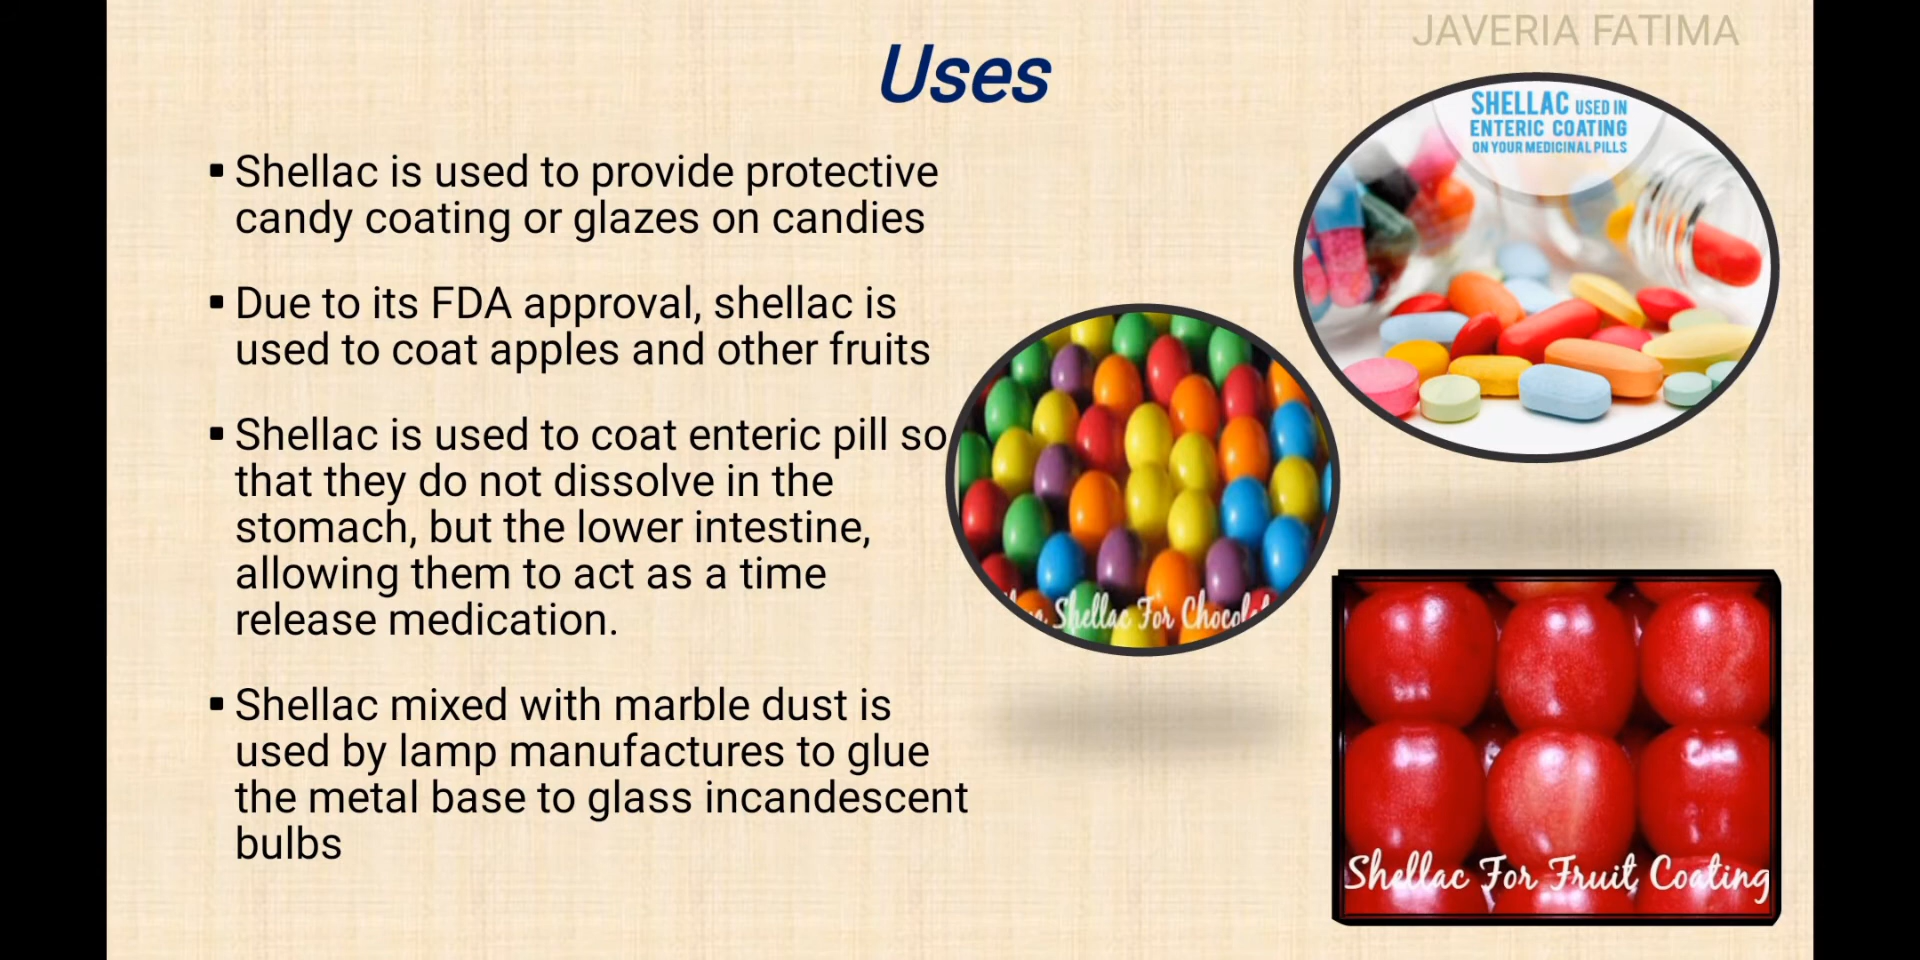 JAVERIA FATIMA
Uses
▪ Shellac is used to provide protective
candy coating or glazes on candies
▪ Due to its FDA approval, shellac is
used to coat apples and other fruits
▪ Shellac is used to coat enteric pill so
that they do not dissolve in the
stomach, but the lower intestine,
allowing them to act as a time
release medication.
▪ Shellac mixed with marble dust is
used by lamp manufactures to glue
the metal base to glass incandescent
bulbs
SHELLAC USED IN
ENTERIC COATING
ON YOUR MEDICINAL PILLS
Shellac For
Shellac For Fruit Coating